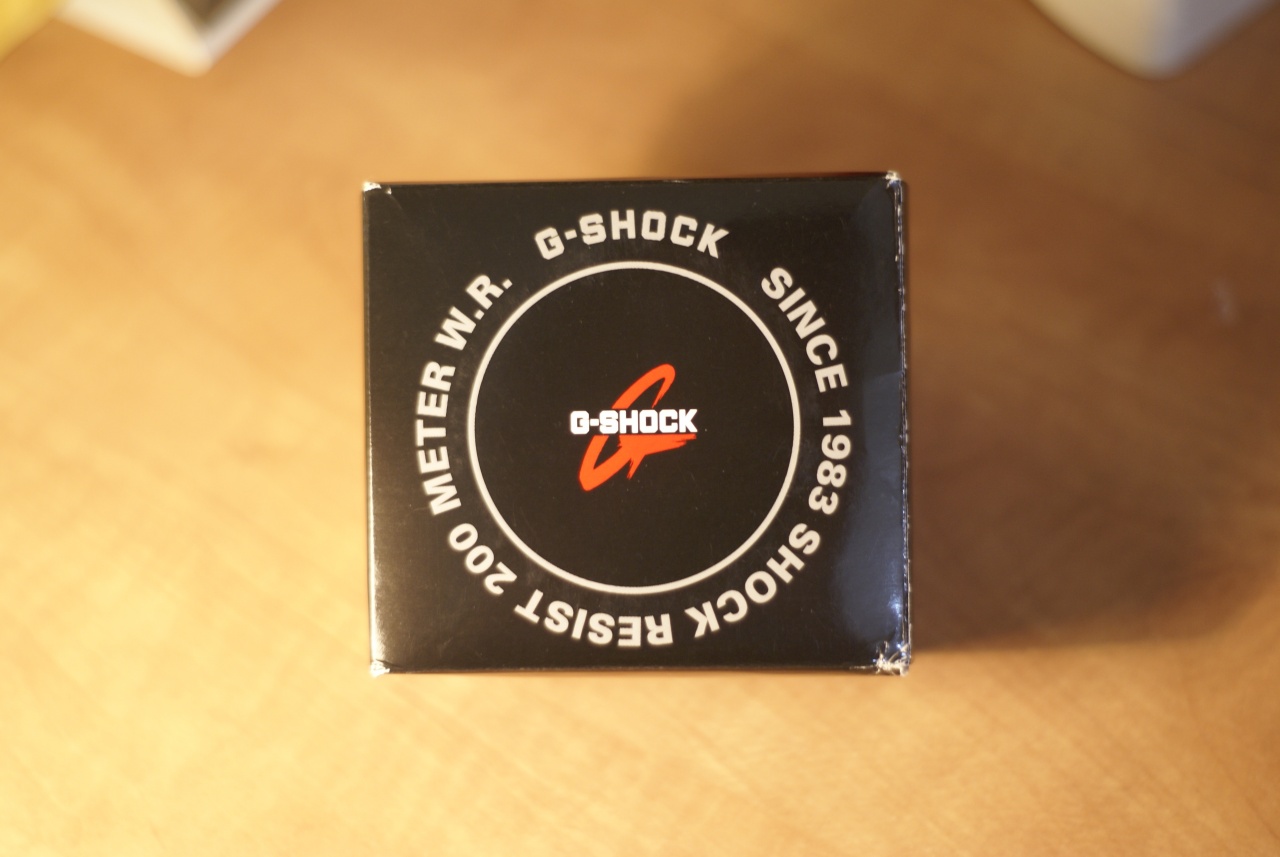 G-SHOCK SINCE 1983 SHOCK RESIST 200 METER W.R.
G-SHOCK